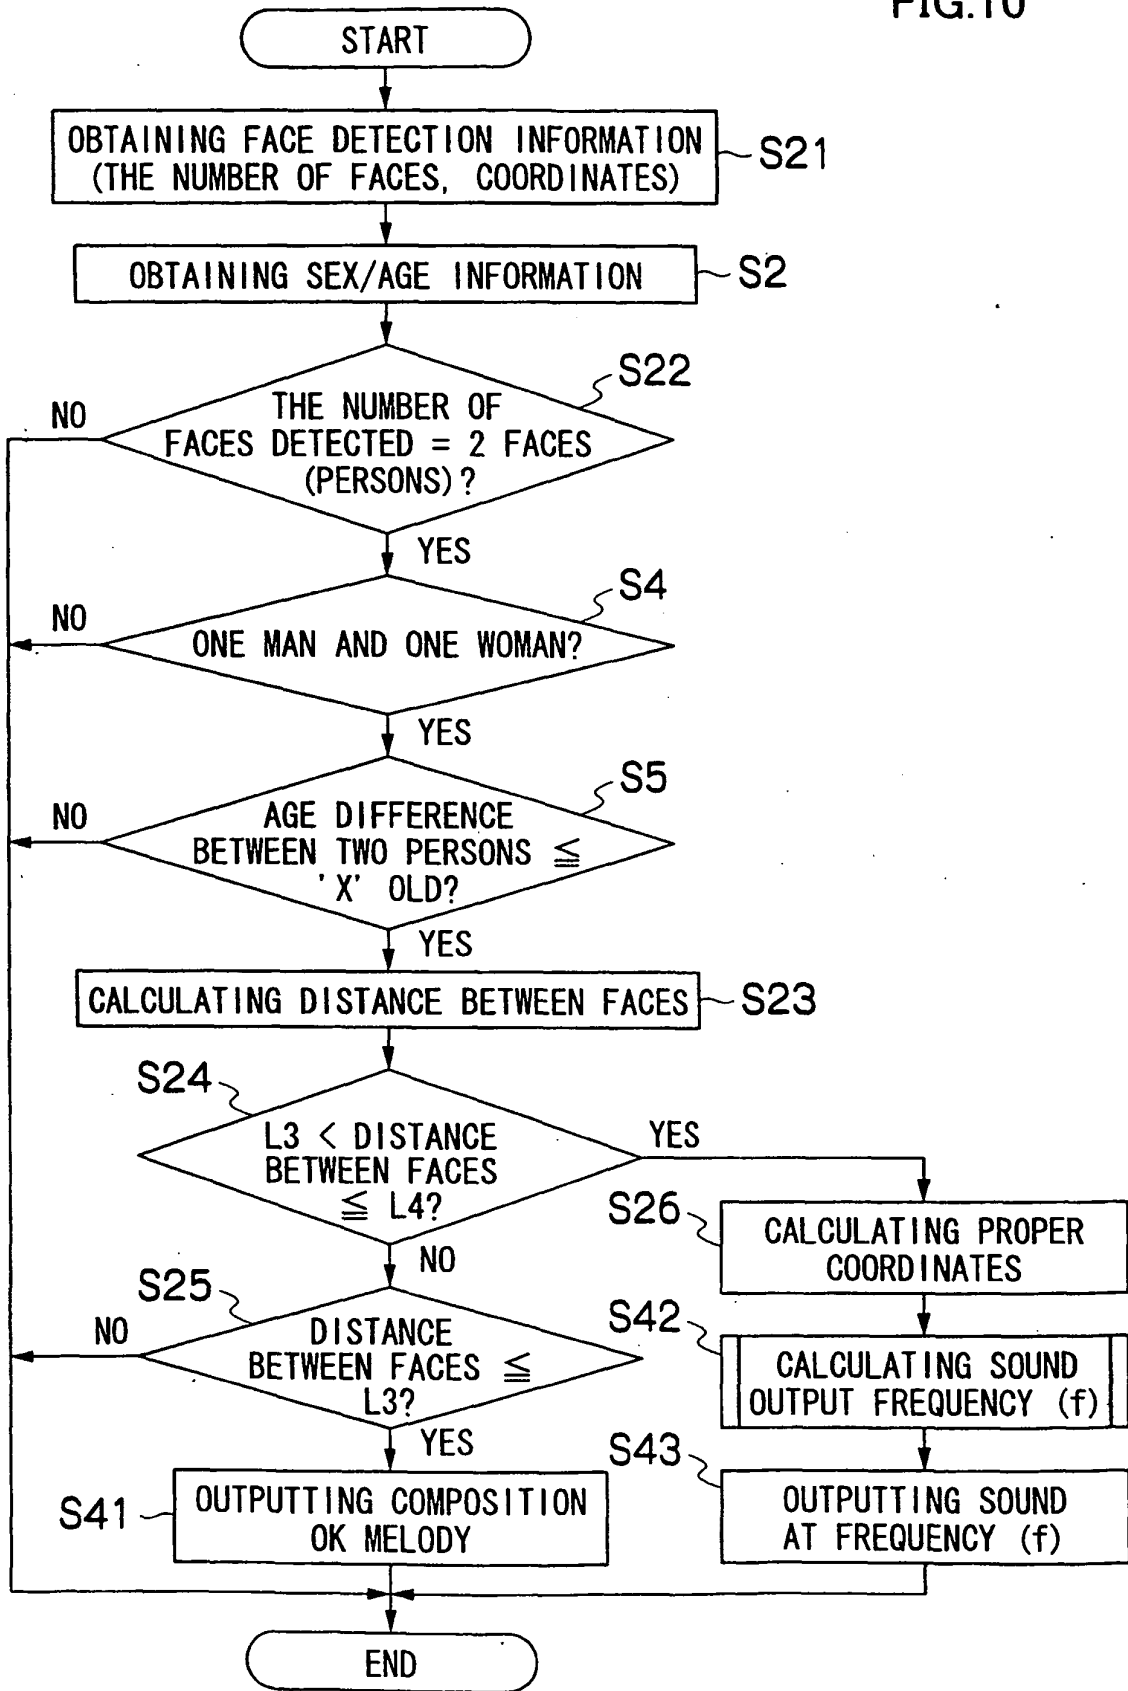 FIG.10
START
OBTAINING FACE DETECTION INFORMATION
(THE NUMBER OF FACES, COORDINATES)
S21
OBTAINING SEX/AGE INFORMATION
S2
S22
THE NUMBER OF
FACES DETECTED = 2 FACES
(PERSONS)?
NO
YES
S4
ONE MAN AND ONE WOMAN?
NO
YES
S5
AGE DIFFERENCE
BETWEEN TWO PERSONS ≦
'X' OLD?
NO
YES
CALCULATING DISTANCE BETWEEN FACES
S23
S24
L3 < DISTANCE
BETWEEN FACES
≦ L4?
YES
NO
S26
CALCULATING PROPER
COORDINATES
S25
DISTANCE
BETWEEN FACES ≦
L3?
NO
YES
S42
CALCULATING SOUND
OUTPUT FREQUENCY (f)
S41
OUTPUTTING COMPOSITION
OK MELODY
S43
OUTPUTTING SOUND
AT FREQUENCY (f)
END